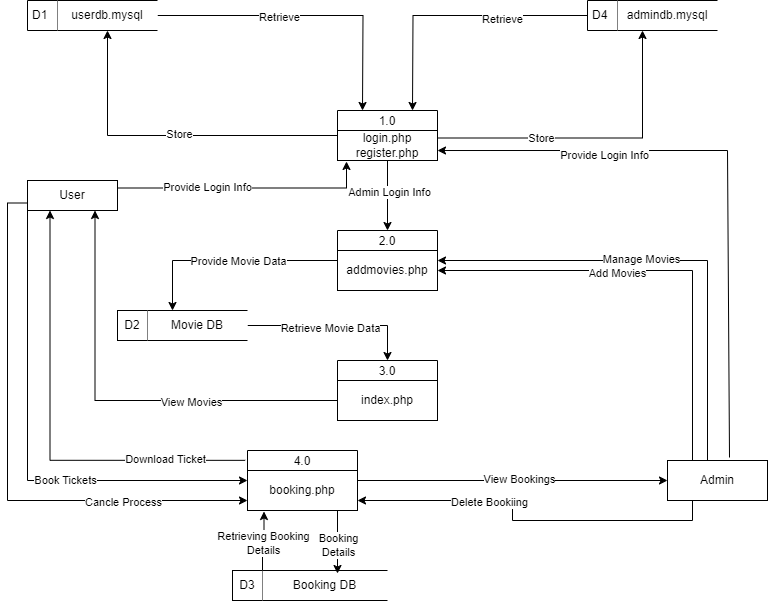 D1 userdb.mysql
Retrieve
Retrieve
D4 admindb.mysql
1.0
login.php
register.php
Store
Store
Provide Login Info
User
Provide Login Info
Admin Login Info
2.0
addmovies.php
Provide Movie Data
Manage Movies
Add Movies
D2 Movie DB
Retrieve Movie Data
3.0
index.php
View Movies
Download Ticket
4.0
booking.php
Book Tickets
Cancle Process
View Bookings
Admin
Delete Bookiing
Retrieving Booking
Details
Booking
Details
D3 Booking DB